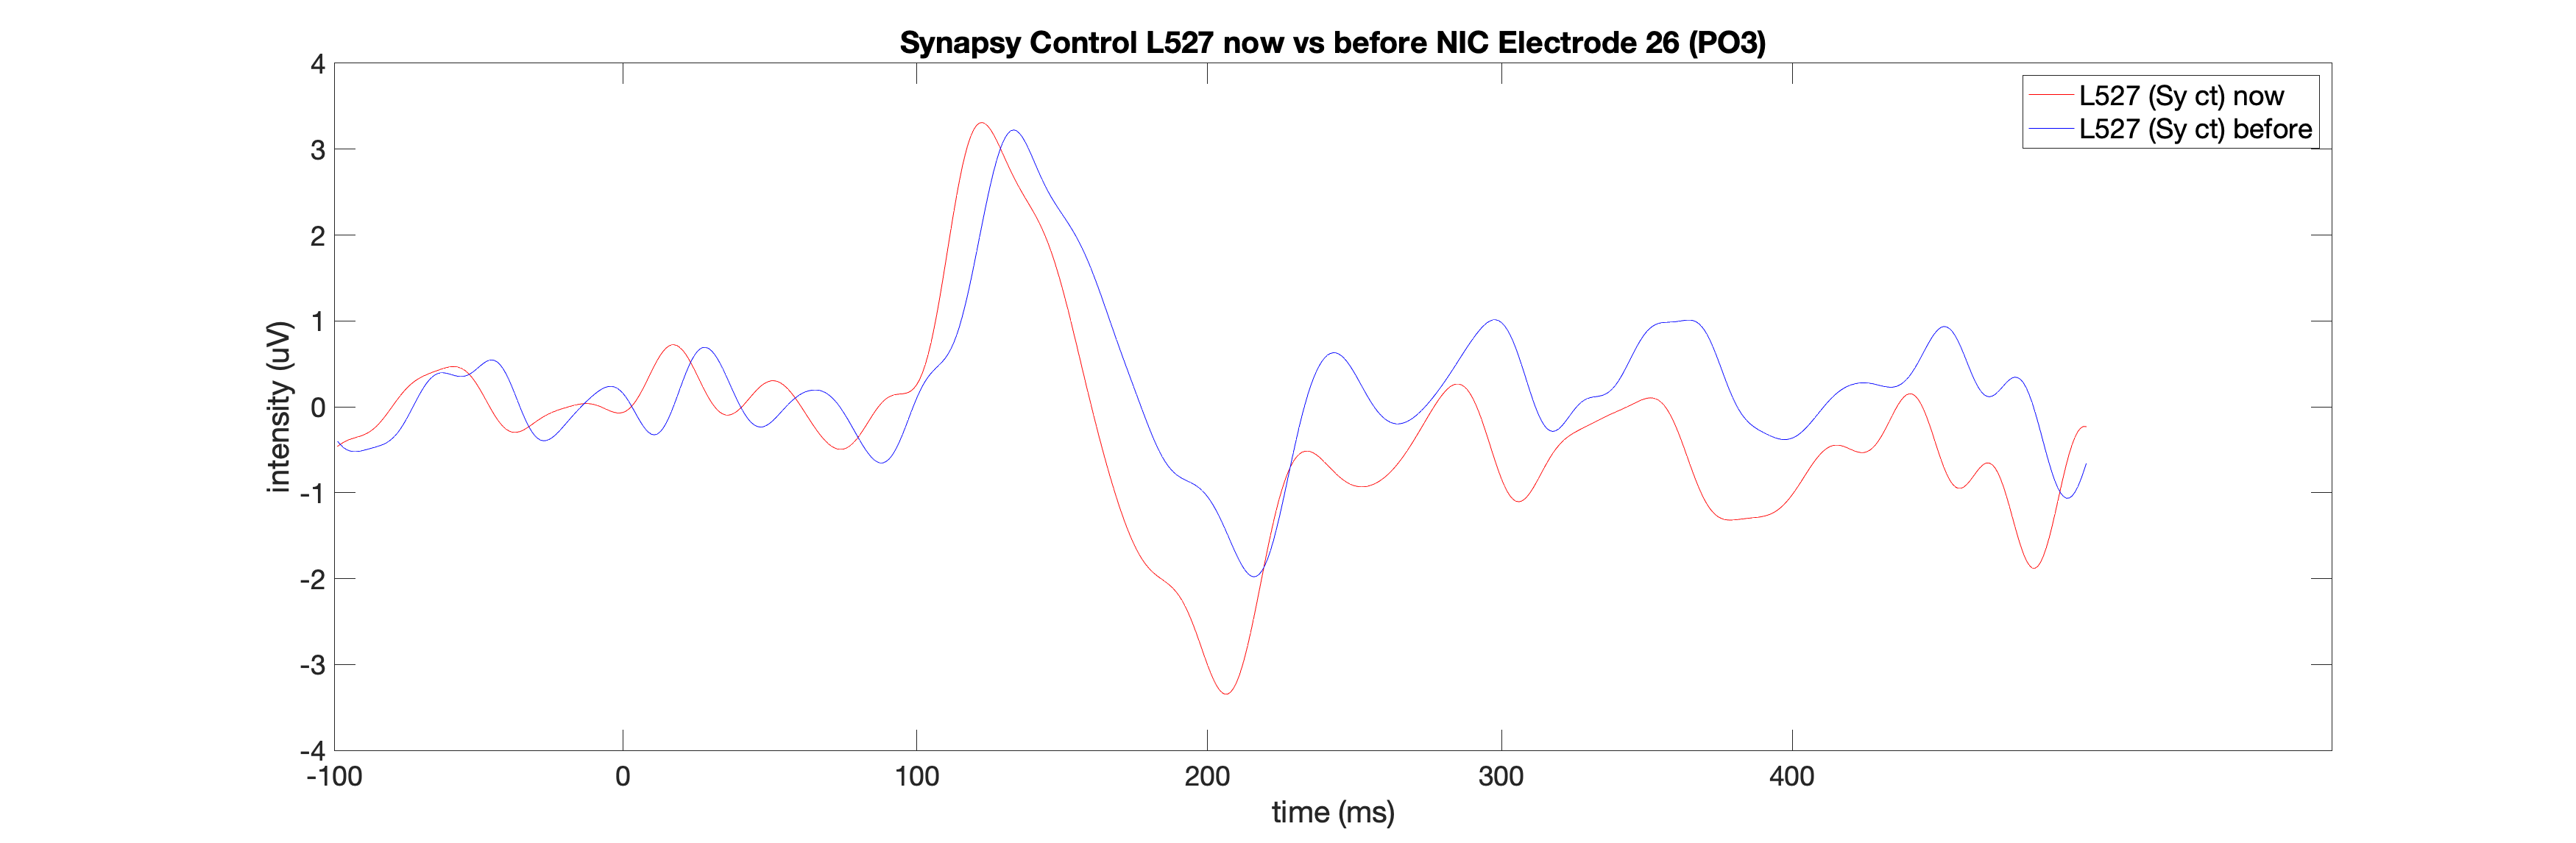 Synapsy Control L527 now vs before NIC Electrode 26 (PO3)
L527 (Sy ct) now
L527 (Sy ct) before
intensity (uV)
4
3
2
1
0
-1
-2
-3
-4
-100 0 100 200 300 400
time (ms)